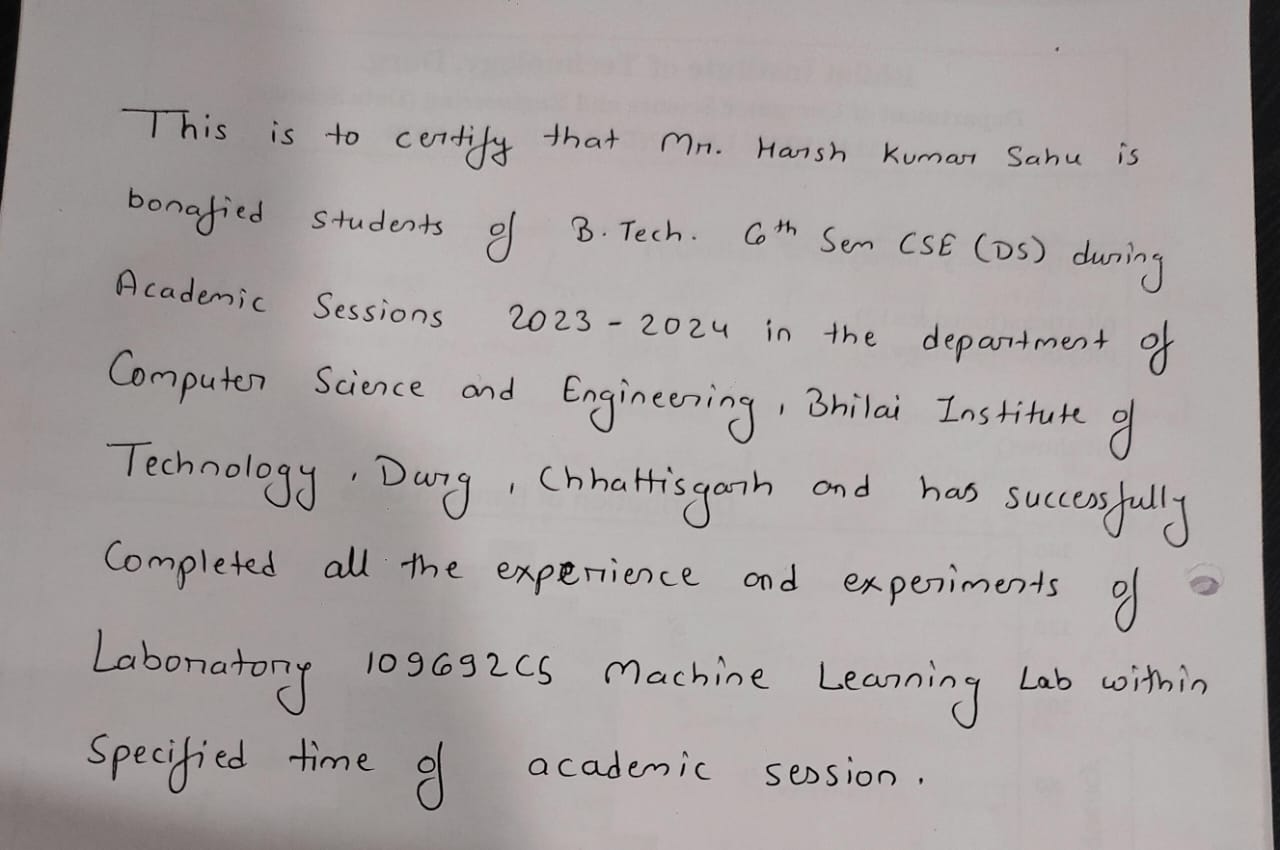 This is to certify that Mr. Harsh Kumar Sahu is
bonafied students of B. Tech. 6th Sem CSE (DS) during
Academic Sessions 2023 - 2024 in the department of
Computer Science and Engineering, Bhilai Institute of
Technology, Durg, Chhattisgarh and has successfully
Completed all the experience and experiments of
Laboratory 109692CS Machine Learning Lab within
Specified time of academic session.